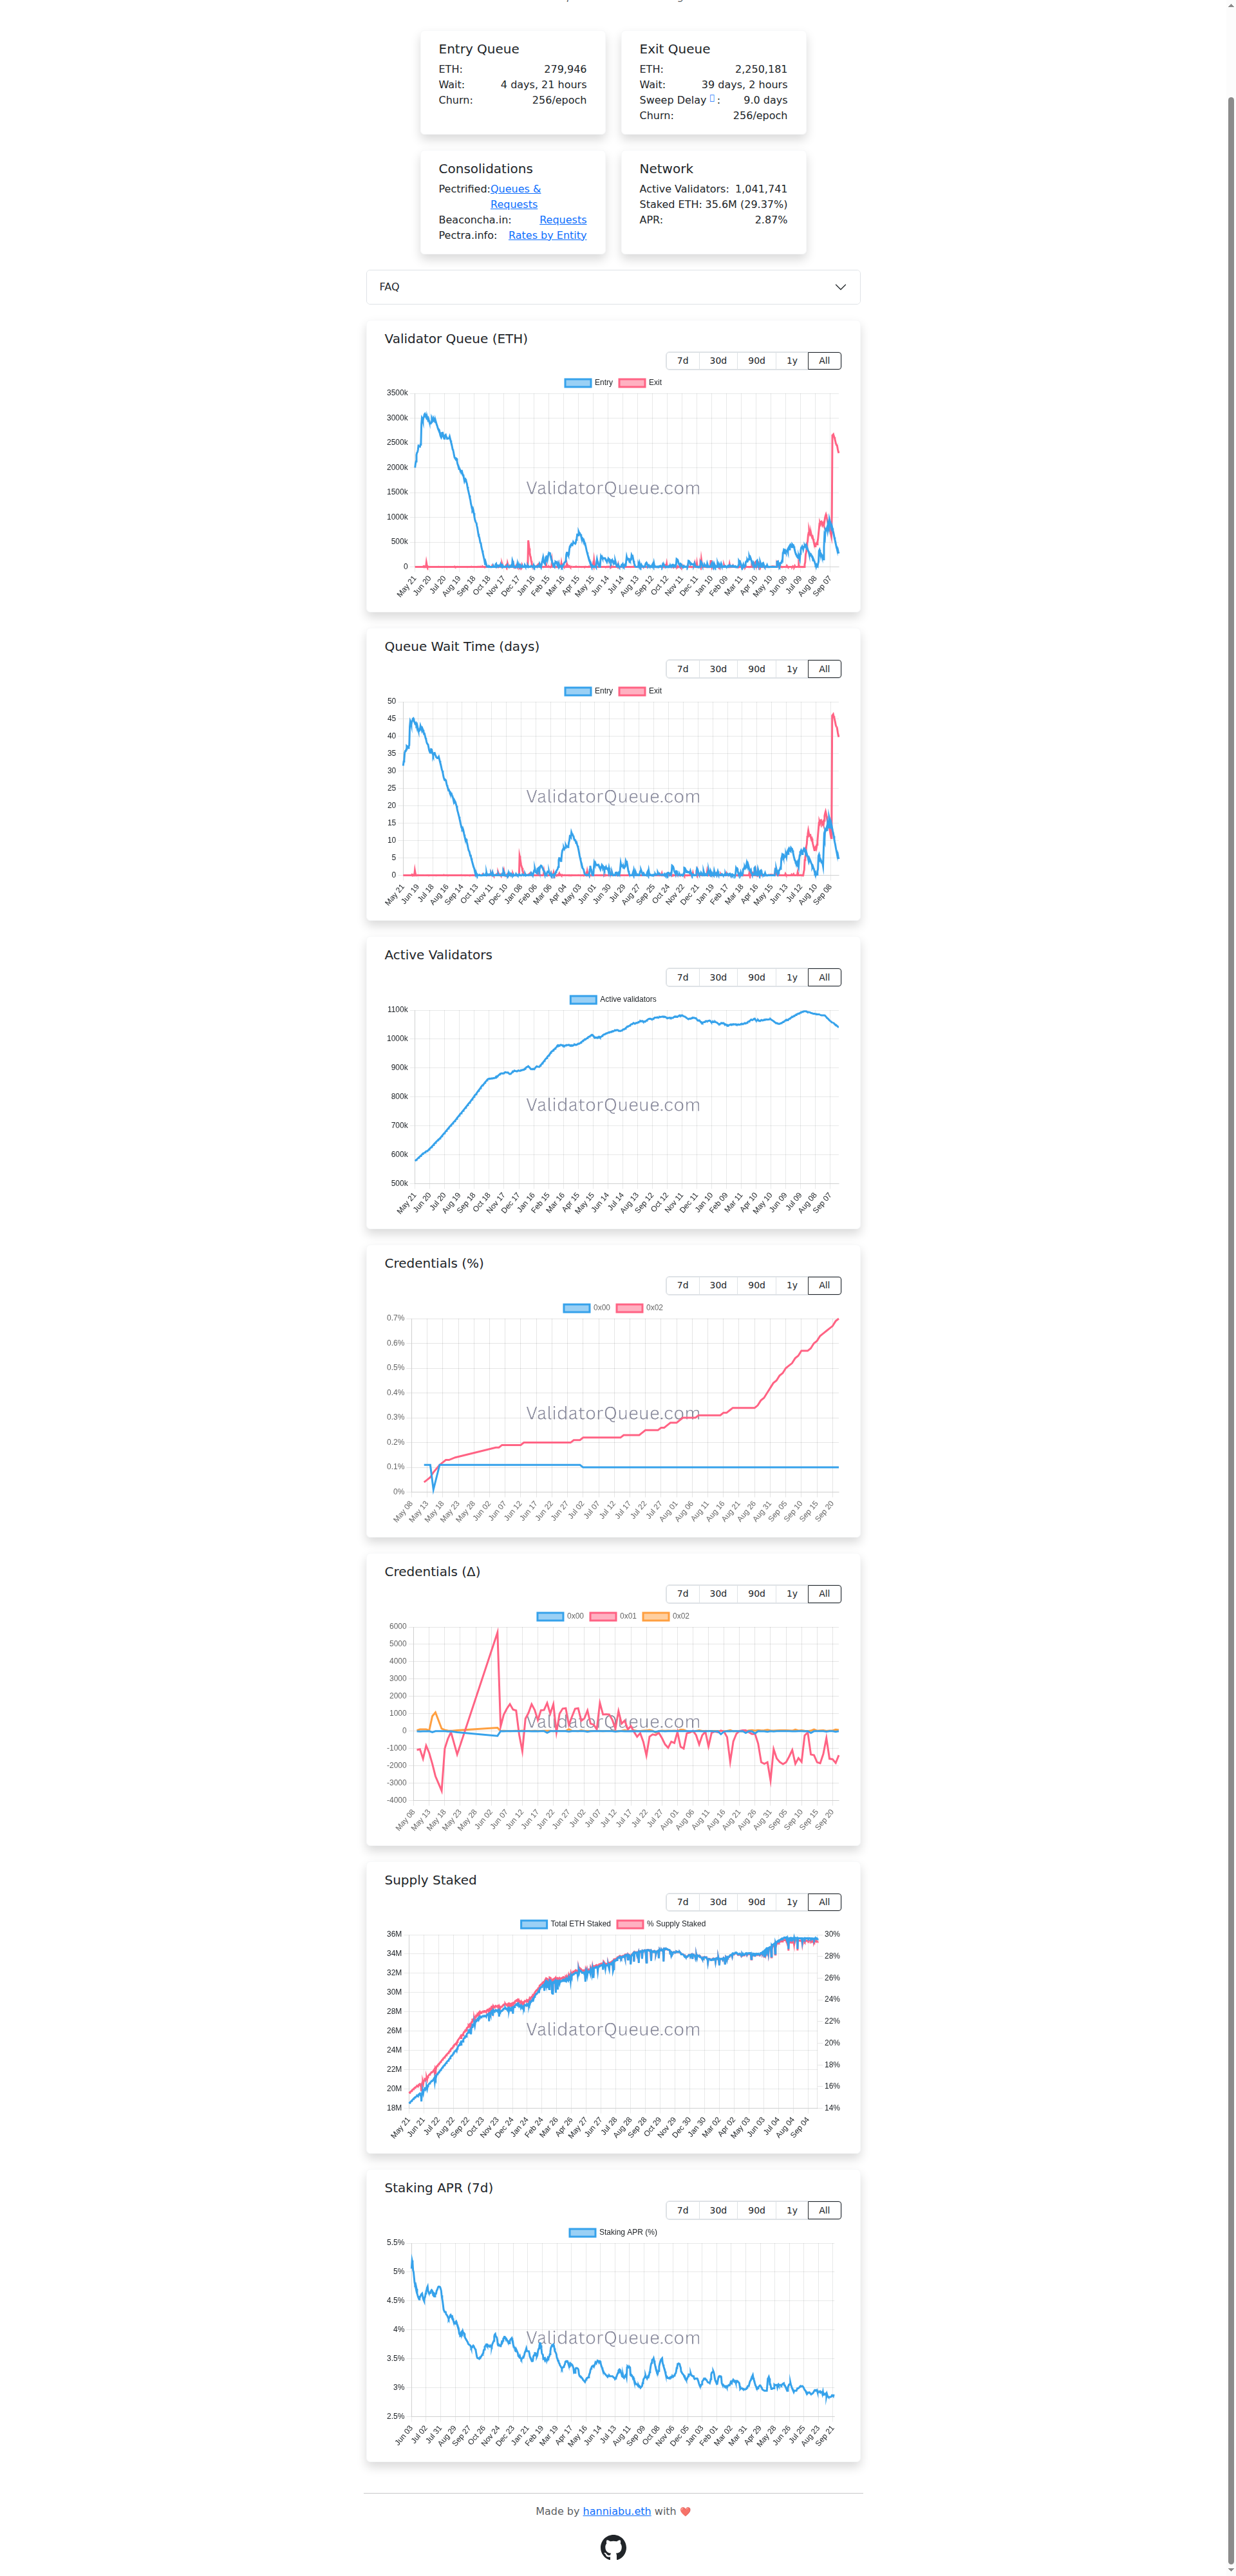 Entry Queue
ETH: 279,946
Wait: 4 days, 21 hours
Churn: 256/epoch
Exit Queue
ETH: 2,250,181
Wait: 39 days, 2 hours
Sweep Delay : 9.0 days
Churn: 256/epoch
Consolidations
Pectrified: Queues &
Requests
Beaconcha.in: Requests
Pectra.info: Rates by Entity
Network
Active Validators: 1,041,741
Staked ETH: 35.6M (29.37%)
APR: 2.87%
FAQ
Validator Queue (ETH)
7d 30d 90d 1y All
Entry Exit
3500k
3000k
2500k
2000k
1500k
1000k
500k
0
ValidatorQueue.com
May 21 Jun 20 Jul 20 Aug 19 Sep 18 Oct 18 Nov 17 Dec 17 Jan 16 Feb 15 Mar 16 Apr 15 May 15 Jun 14 Jul 14 Aug 13 Sep 12 Oct 12 Nov 11 Dec 11 Jan 10 Feb 09 Mar 11 Apr 10 May 10 Jun 09 Jul 09 Aug 08 Sep 07
Queue Wait Time (days)
7d 30d 90d 1y All
Entry Exit
50
45
40
35
30
25
20
15
10
5
0
ValidatorQueue.com
May 21 Jun 19 Jul 18 Aug 16 Sep 14 Oct 13 Nov 11 Dec 10 Jan 08 Feb 06 Mar 06 Apr 04 May 03 Jun 01 Jun 30 Jul 29 Aug 27 Sep 25 Oct 24 Nov 22 Dec 21 Jan 19 Feb 17 Mar 18 Apr 16 May 15 Jun 13 Jul 12 Aug 10 Sep 08
Active Validators
7d 30d 90d 1y All
Active validators
1100k
1000k
900k
800k
700k
600k
500k
ValidatorQueue.com
May 21 Jun 20 Jul 20 Aug 19 Sep 18 Oct 18 Nov 17 Dec 17 Jan 16 Feb 15 Mar 16 Apr 15 May 15 Jun 14 Jul 14 Aug 13 Sep 12 Oct 12 Nov 11 Dec 11 Jan 10 Feb 09 Mar 11 Apr 10 May 10 Jun 09 Jul 09 Aug 08 Sep 07
Credentials (%)
7d 30d 90d 1y All
0x00 0x02
0.7%
0.6%
0.5%
0.4%
0.3%
0.2%
0.1%
0%
ValidatorQueue.com
May 08 May 13 May 18 May 23 May 28 Jun 02 Jun 07 Jun 12 Jun 17 Jun 22 Jun 27 Jul 02 Jul 07 Jul 12 Jul 17 Jul 22 Jul 27 Aug 01 Aug 06 Aug 11 Aug 16 Aug 21 Aug 26 Aug 31 Sep 05 Sep 10 Sep 15 Sep 20
Credentials (Δ)
7d 30d 90d 1y All
0x00 0x01 0x02
6000
5000
4000
3000
2000
1000
0
-1000
-2000
-3000
-4000
ValidatorQueue.com
May 08 May 13 May 18 May 23 May 28 Jun 02 Jun 07 Jun 12 Jun 17 Jun 22 Jun 27 Jul 02 Jul 07 Jul 12 Jul 17 Jul 22 Jul 27 Aug 01 Aug 06 Aug 11 Aug 16 Aug 21 Aug 26 Aug 31 Sep 05 Sep 10 Sep 15 Sep 20
Supply Staked
7d 30d 90d 1y All
Total ETH Staked % Supply Staked
36M 30%
34M 28%
32M 26%
30M 24%
28M 22%
26M 20%
24M 18%
22M 16%
20M 14%
18M
ValidatorQueue.com
May 21 Jun 21 Jul 22 Aug 22 Sep 22 Oct 23 Nov 23 Dec 24 Jan 24 Feb 24 Mar 26 Apr 26 May 27 Jun 27 Jul 28 Aug 28 Sep 28 Oct 29 Nov 29 Dec 30 Jan 30 Mar 02 Apr 02 May 03 Jun 03 Jul 04 Aug 04 Sep 04
Staking APR (7d)
7d 30d 90d 1y All
Staking APR (%)
5.5%
5%
4.5%
4%
3.5%
3%
2.5%
ValidatorQueue.com
Jun 03 Jul 02 Jul 31 Aug 29 Sep 27 Oct 26 Nov 24 Dec 23 Jan 21 Feb 19 Mar 19 Apr 17 May 16 Jun 14 Jul 13 Aug 11 Sep 09 Oct 08 Nov 06 Dec 05 Jan 03 Feb 01 Mar 02 Mar 31 Apr 29 May 28 Jun 26 Jul 25 Aug 23 Sep 21
Made by hanniabu.eth with ❤️